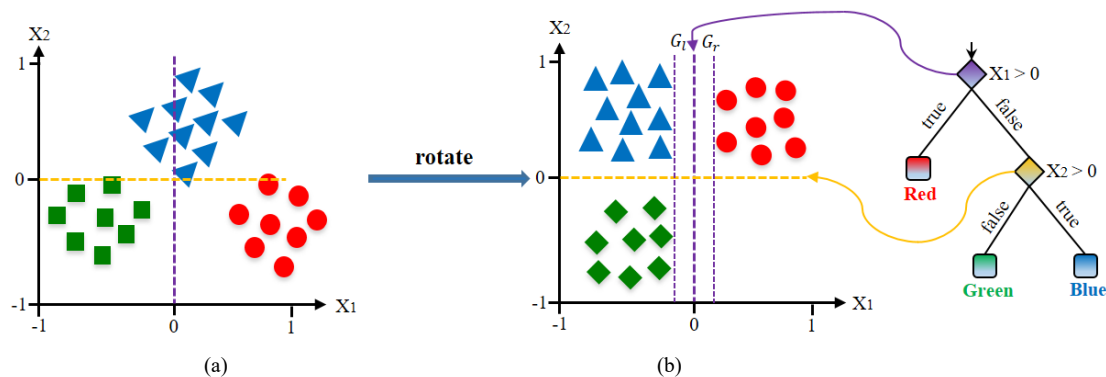 X2
1
0
-1
-1
0
1
X1
(a)
rotate
X2
Gl
Gr
1
0
-1
-1
0
1
X1
(b)
X1 > 0
true
false
Red
X2 > 0
false
true
Green
Blue